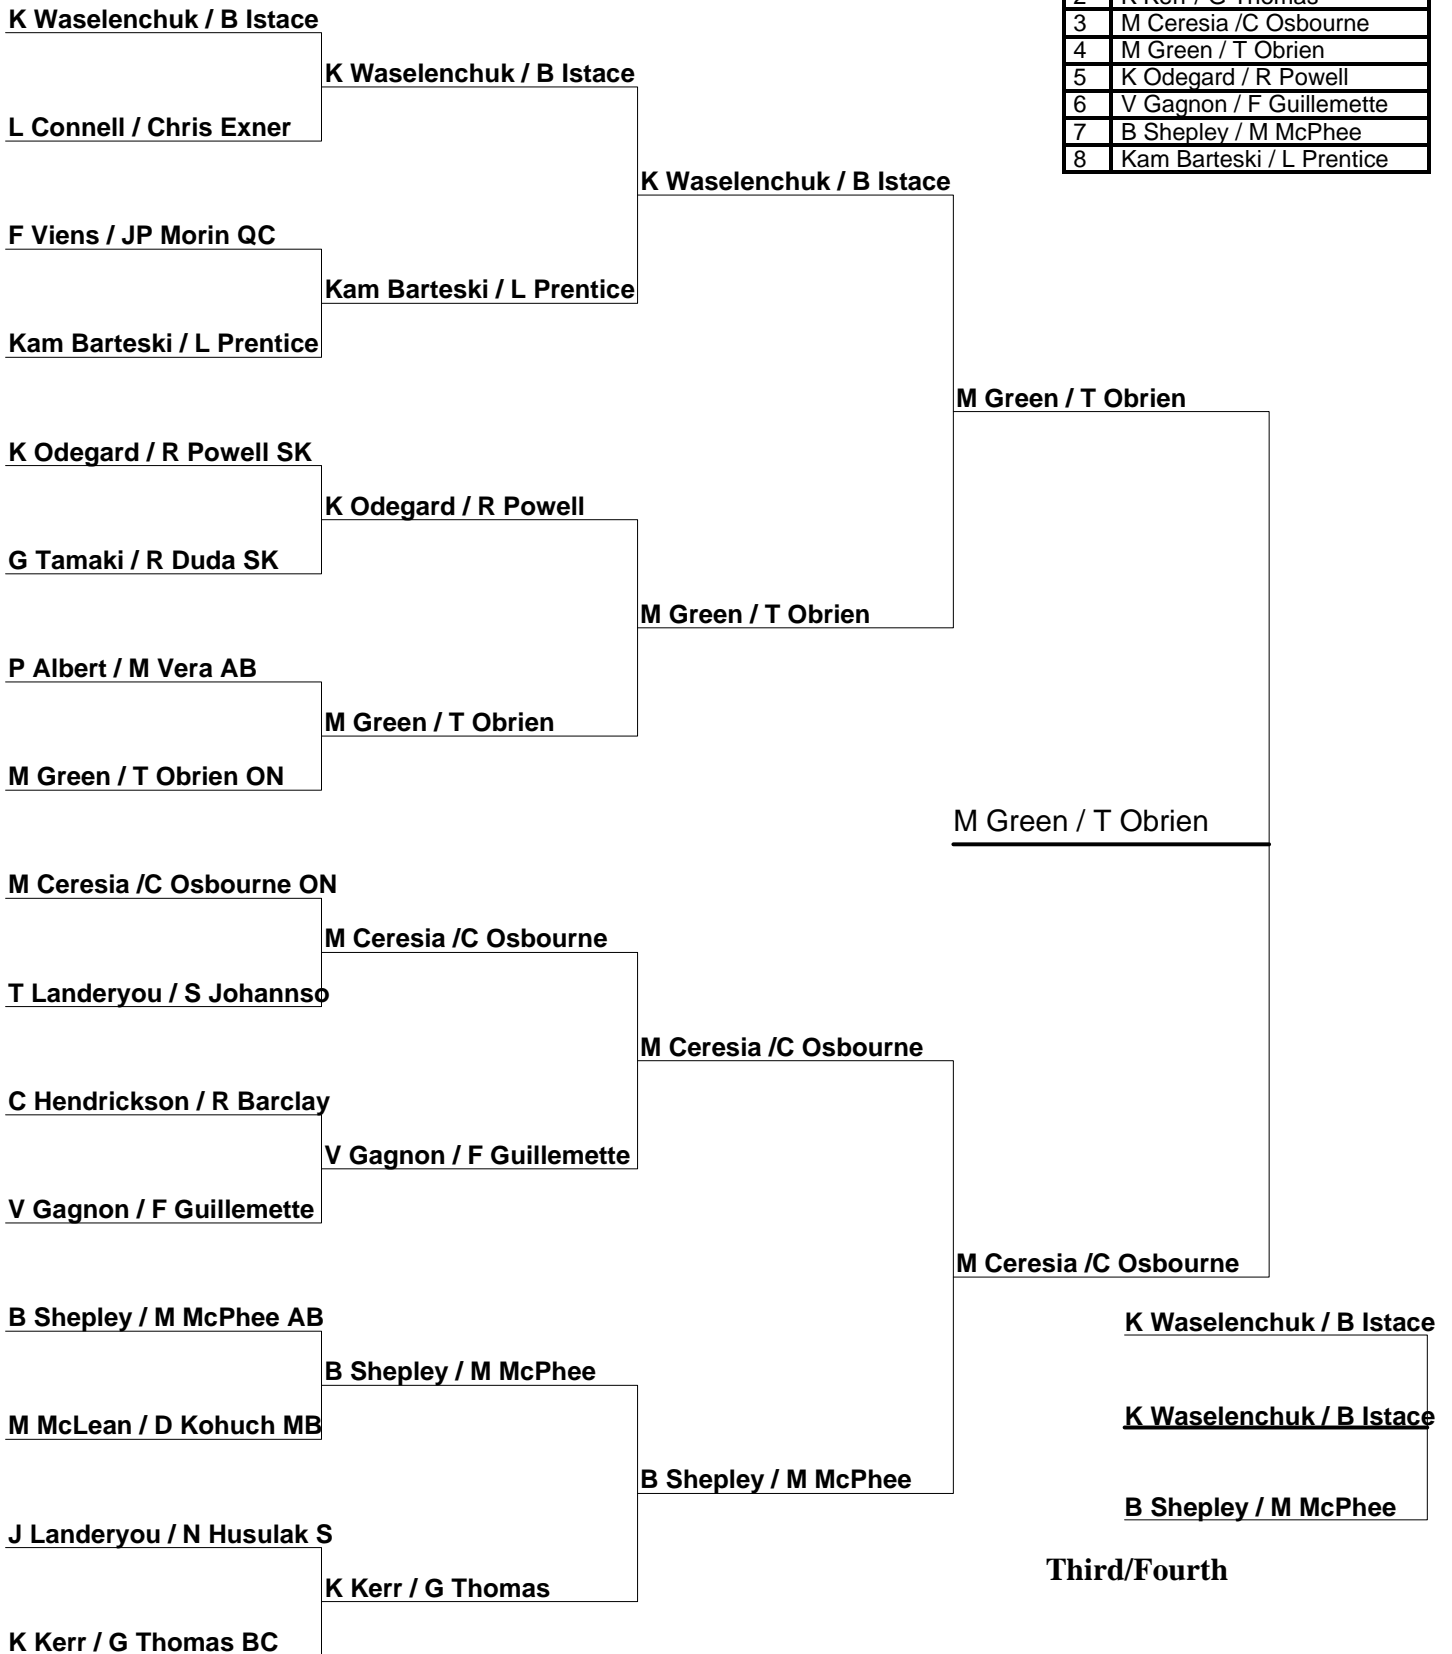 K Waselenchuk / B Istace
L Connell / Chris Exner
F Viens / JP Morin QC
Kam Barteski / L Prentice
K Odegard / R Powell SK
G Tamaki / R Duda SK
P Albert / M Vera AB
M Green / T Obrien ON
M Ceresia /C Osbourne ON
T Landeryou / S Johannso
C Hendrickson / R Barclay
V Gagnon / F Guillemette
B Shepley / M McPhee AB
M McLean / D Kohuch MB
J Landeryou / N Husulak S
K Kerr / G Thomas BC
K Waselenchuk / B Istace
Kam Barteski / L Prentice
K Odegard / R Powell
M Green / T Obrien
M Ceresia /C Osbourne
V Gagnon / F Guillemette
B Shepley / M McPhee
K Kerr / G Thomas
K Waselenchuk / B Istace
M Green / T Obrien
M Ceresia /C Osbourne
B Shepley / M McPhee
M Green / T Obrien
M Ceresia /C Osbourne
M Green / T Obrien
K Waselenchuk / B Istace
K Waselenchuk / B Istace
B Shepley / M McPhee
Third/Fourth
2 K Kerr / G Thomas
3 M Ceresia /C Osbourne
4 M Green / T Obrien
5 K Odegard / R Powell
6 V Gagnon / F Guillemette
7 B Shepley / M McPhee
8 Kam Barteski / L Prentice